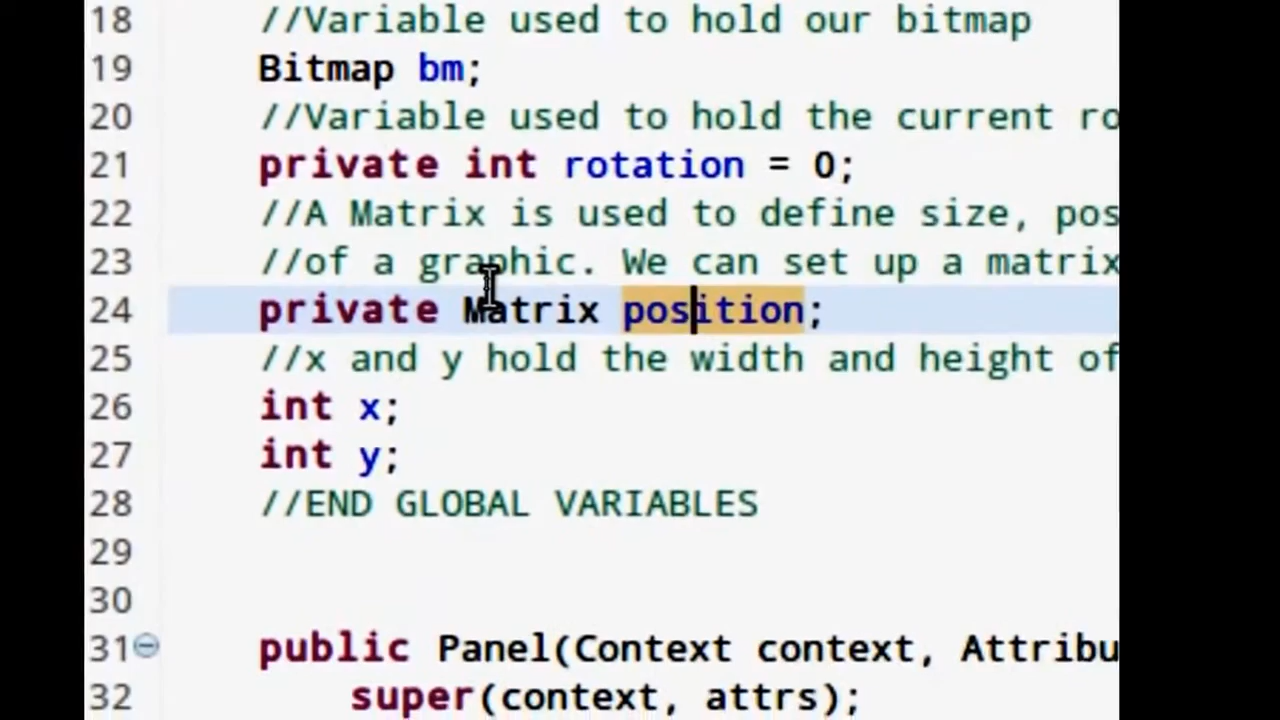 18 //Variable used to hold our bitmap
19 Bitmap bm;
20 //Variable used to hold the current ro
21 private int rotation = 0;
22 //A Matrix is used to define size, pos
23 //of a graphic. We can set up a matrix
24 private Matrix position;
25 //x and y hold the width and height of
26 int x;
27 int y;
28 //END GLOBAL VARIABLES
29
30
31 public Panel(Context context, Attribu
32 super(context, attrs);